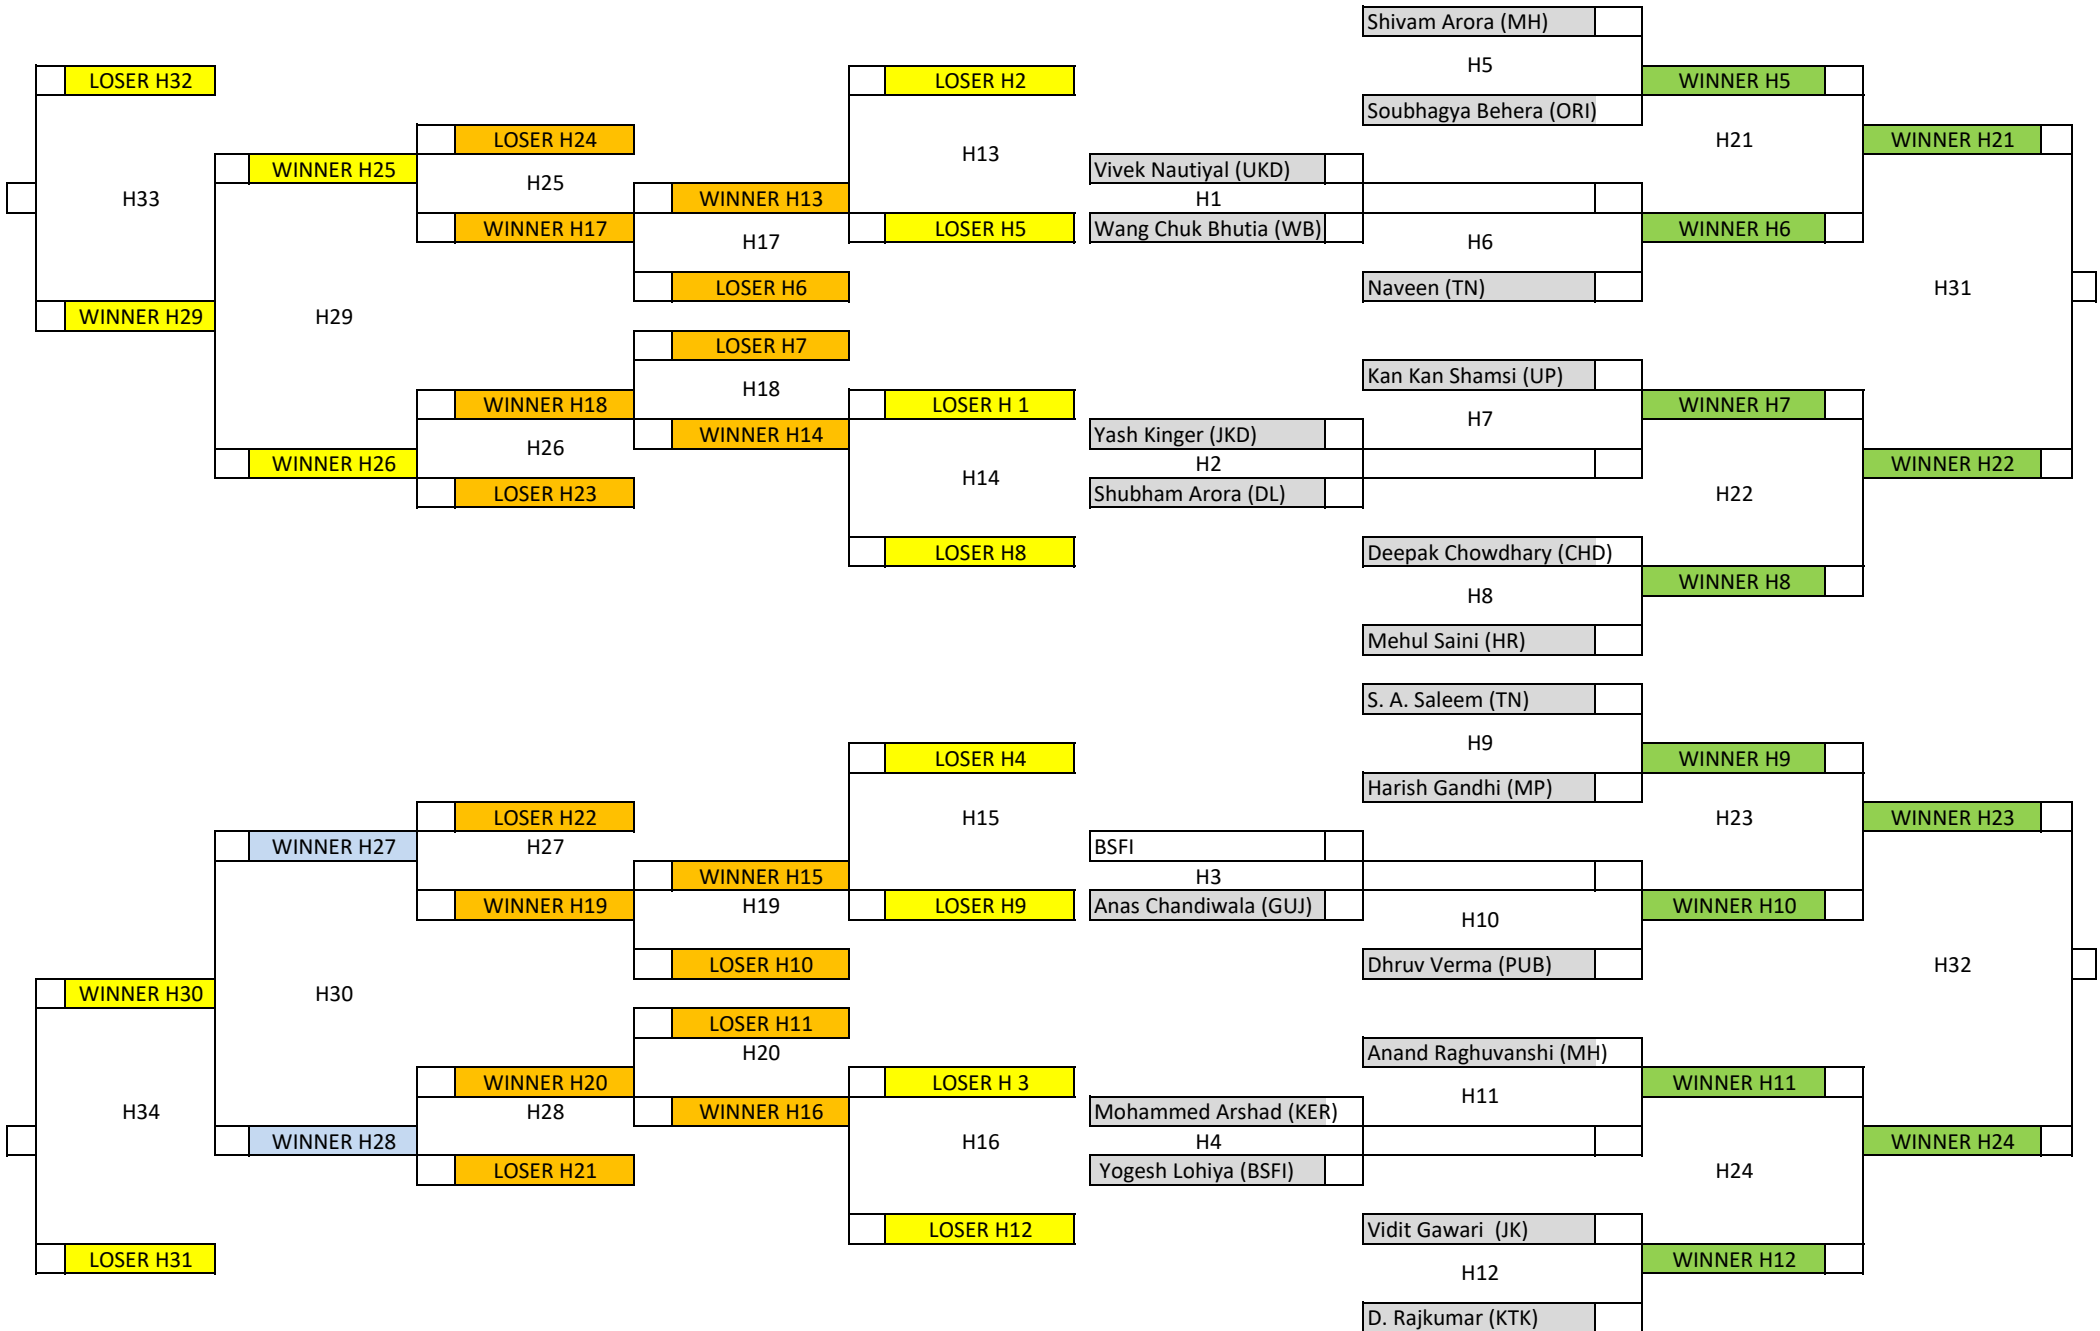 Shivam Arora (MH)
H5
LOSER H32
LOSER H2
WINNER H5
Soubhagya Behera (ORI)
LOSER H24
H21
WINNER H21
H13
WINNER H25
Vivek Nautiyal (UKD)
H25
H33
WINNER H13
H1
WINNER H17
LOSER H5
Wang Chuk Bhutia (WB)
WINNER H6
H17
H6
LOSER H6
Naveen (TN)
H31
WINNER H29
H29
LOSER H7
Kan Kan Shamsi (UP)
H18
WINNER H18
LOSER H 1
WINNER H7
H7
WINNER H14
Yash Kinger (JKD)
H26
WINNER H26
H2
WINNER H22
H14
LOSER H23
Shubham Arora (DL)
H22
LOSER H8
Deepak Chowdhary (CHD)
WINNER H8
H8
Mehul Saini (HR)
S. A. Saleem (TN)
H9
LOSER H4
WINNER H9
Harish Gandhi (MP)
LOSER H22
H15
H23
WINNER H23
WINNER H27
H27
BSFI
WINNER H15
H3
WINNER H19
H19
LOSER H9
Anas Chandiwala (GUJ)
WINNER H10
H10
LOSER H10
Dhruv Verma (PUB)
H32
WINNER H30
H30
LOSER H11
H20
Anand Raghuvanshi (MH)
WINNER H20
LOSER H 3
WINNER H11
H11
H34
H28
WINNER H16
Mohammed Arshad (KER)
WINNER H28
H16
H4
WINNER H24
LOSER H21
Yogesh Lohiya (BSFI)
H24
LOSER H12
Vidit Gawari  (JK)
LOSER H31
WINNER H12
H12
D. Rajkumar (KTK)